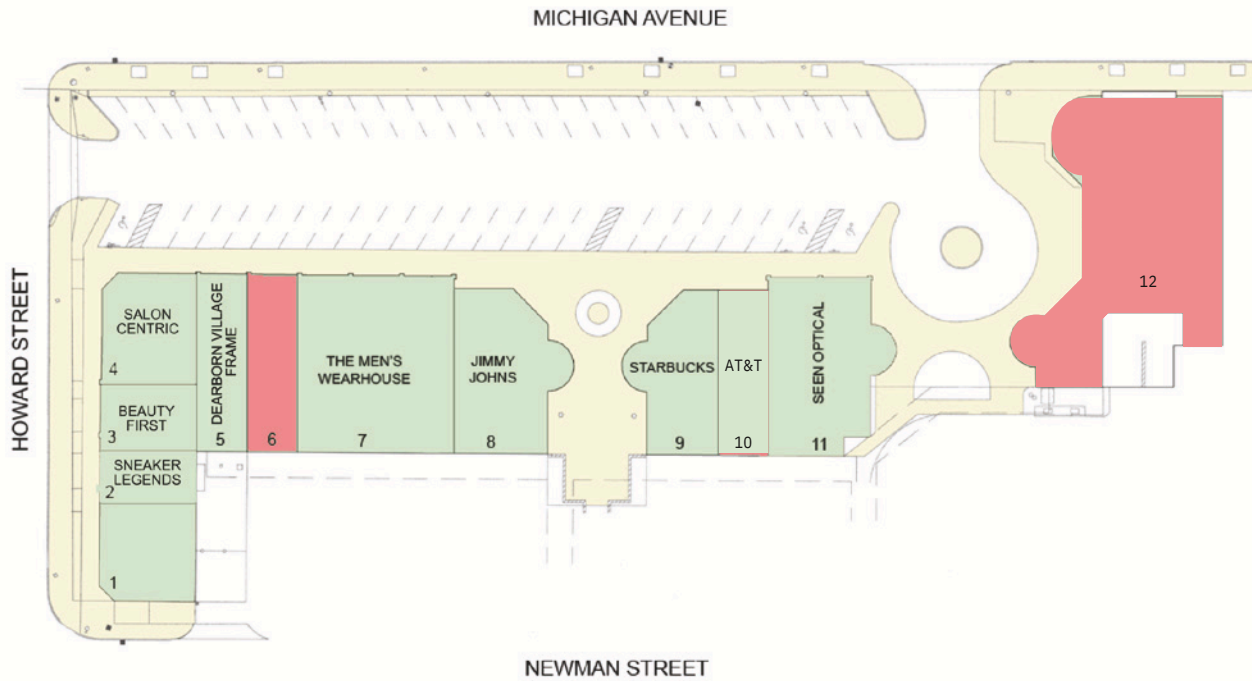 MICHIGAN AVENUE
HOWARD STREET
SALON
CENTRIC
4
BEAUTY
FIRST
3
SNEAKER
LEGENDS
2
1
DEARBORN VILLAGE
FRAME
5
6
THE MEN'S
WEARHOUSE
7
JIMMY
JOHNS
8
STARBUCKS
9
AT&T
10
SEEN OPTICAL
11
12
NEWMAN STREET